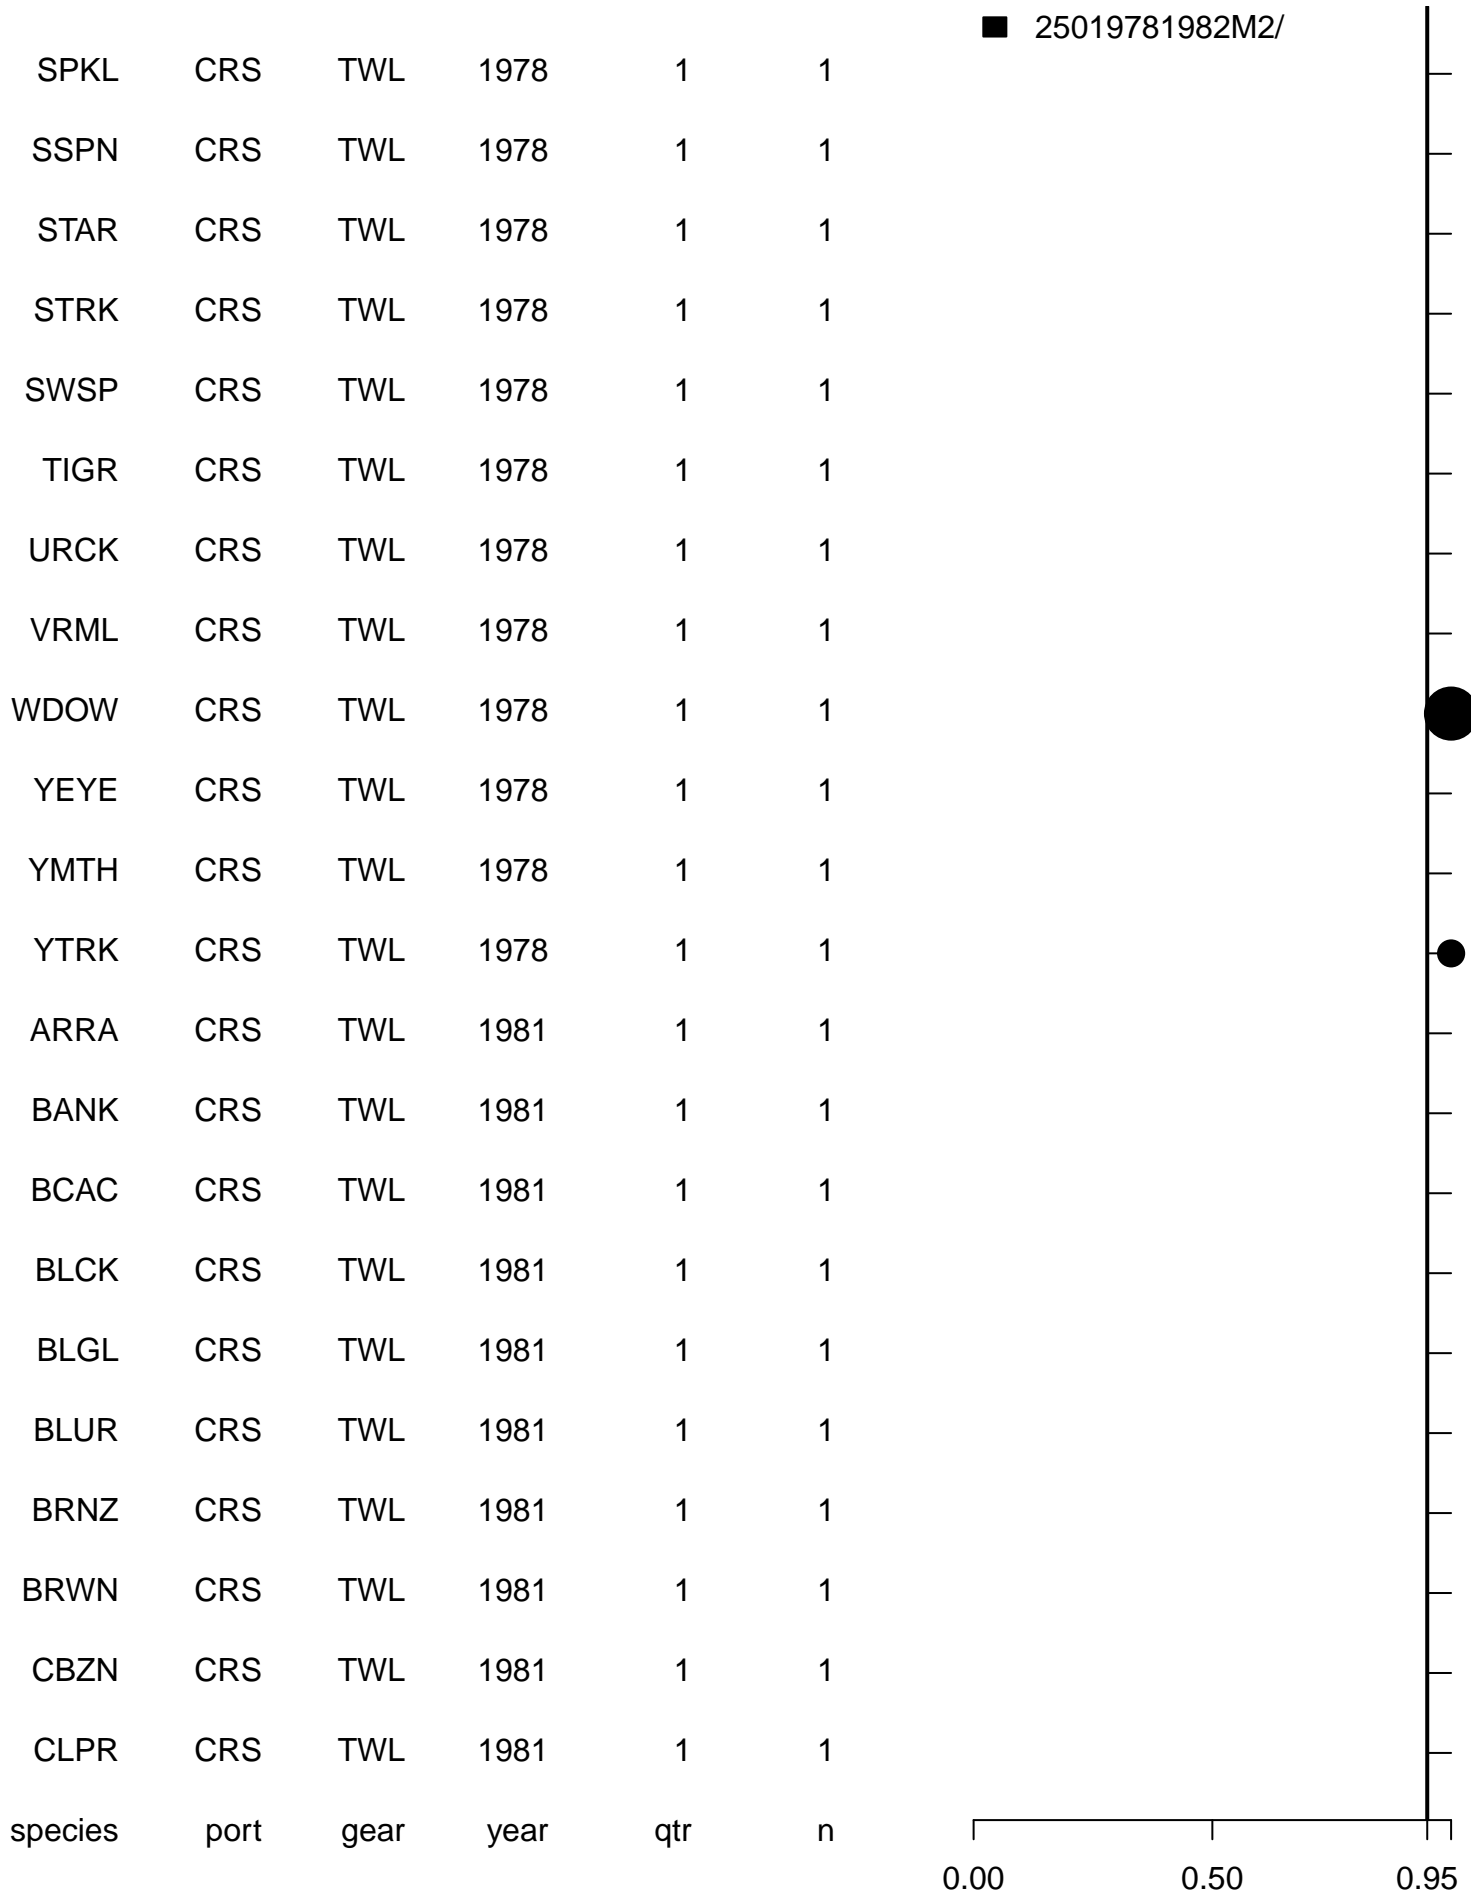 25019781982M2/
SPKL CRS TWL 1978 1 1
SSPN CRS TWL 1978 1 1
STAR CRS TWL 1978 1 1
STRK CRS TWL 1978 1 1
SWSP CRS TWL 1978 1 1
TIGR CRS TWL 1978 1 1
URCK CRS TWL 1978 1 1
VRML CRS TWL 1978 1 1
WDOW CRS TWL 1978 1 1
YEYE CRS TWL 1978 1 1
YMTH CRS TWL 1978 1 1
YTRK CRS TWL 1978 1 1
ARRA CRS TWL 1981 1 1
BANK CRS TWL 1981 1 1
BCAC CRS TWL 1981 1 1
BLCK CRS TWL 1981 1 1
BLGL CRS TWL 1981 1 1
BLUR CRS TWL 1981 1 1
BRNZ CRS TWL 1981 1 1
BRWN CRS TWL 1981 1 1
CBZN CRS TWL 1981 1 1
CLPR CRS TWL 1981 1 1
species port gear year qtr n
0.00 0.50 0.95